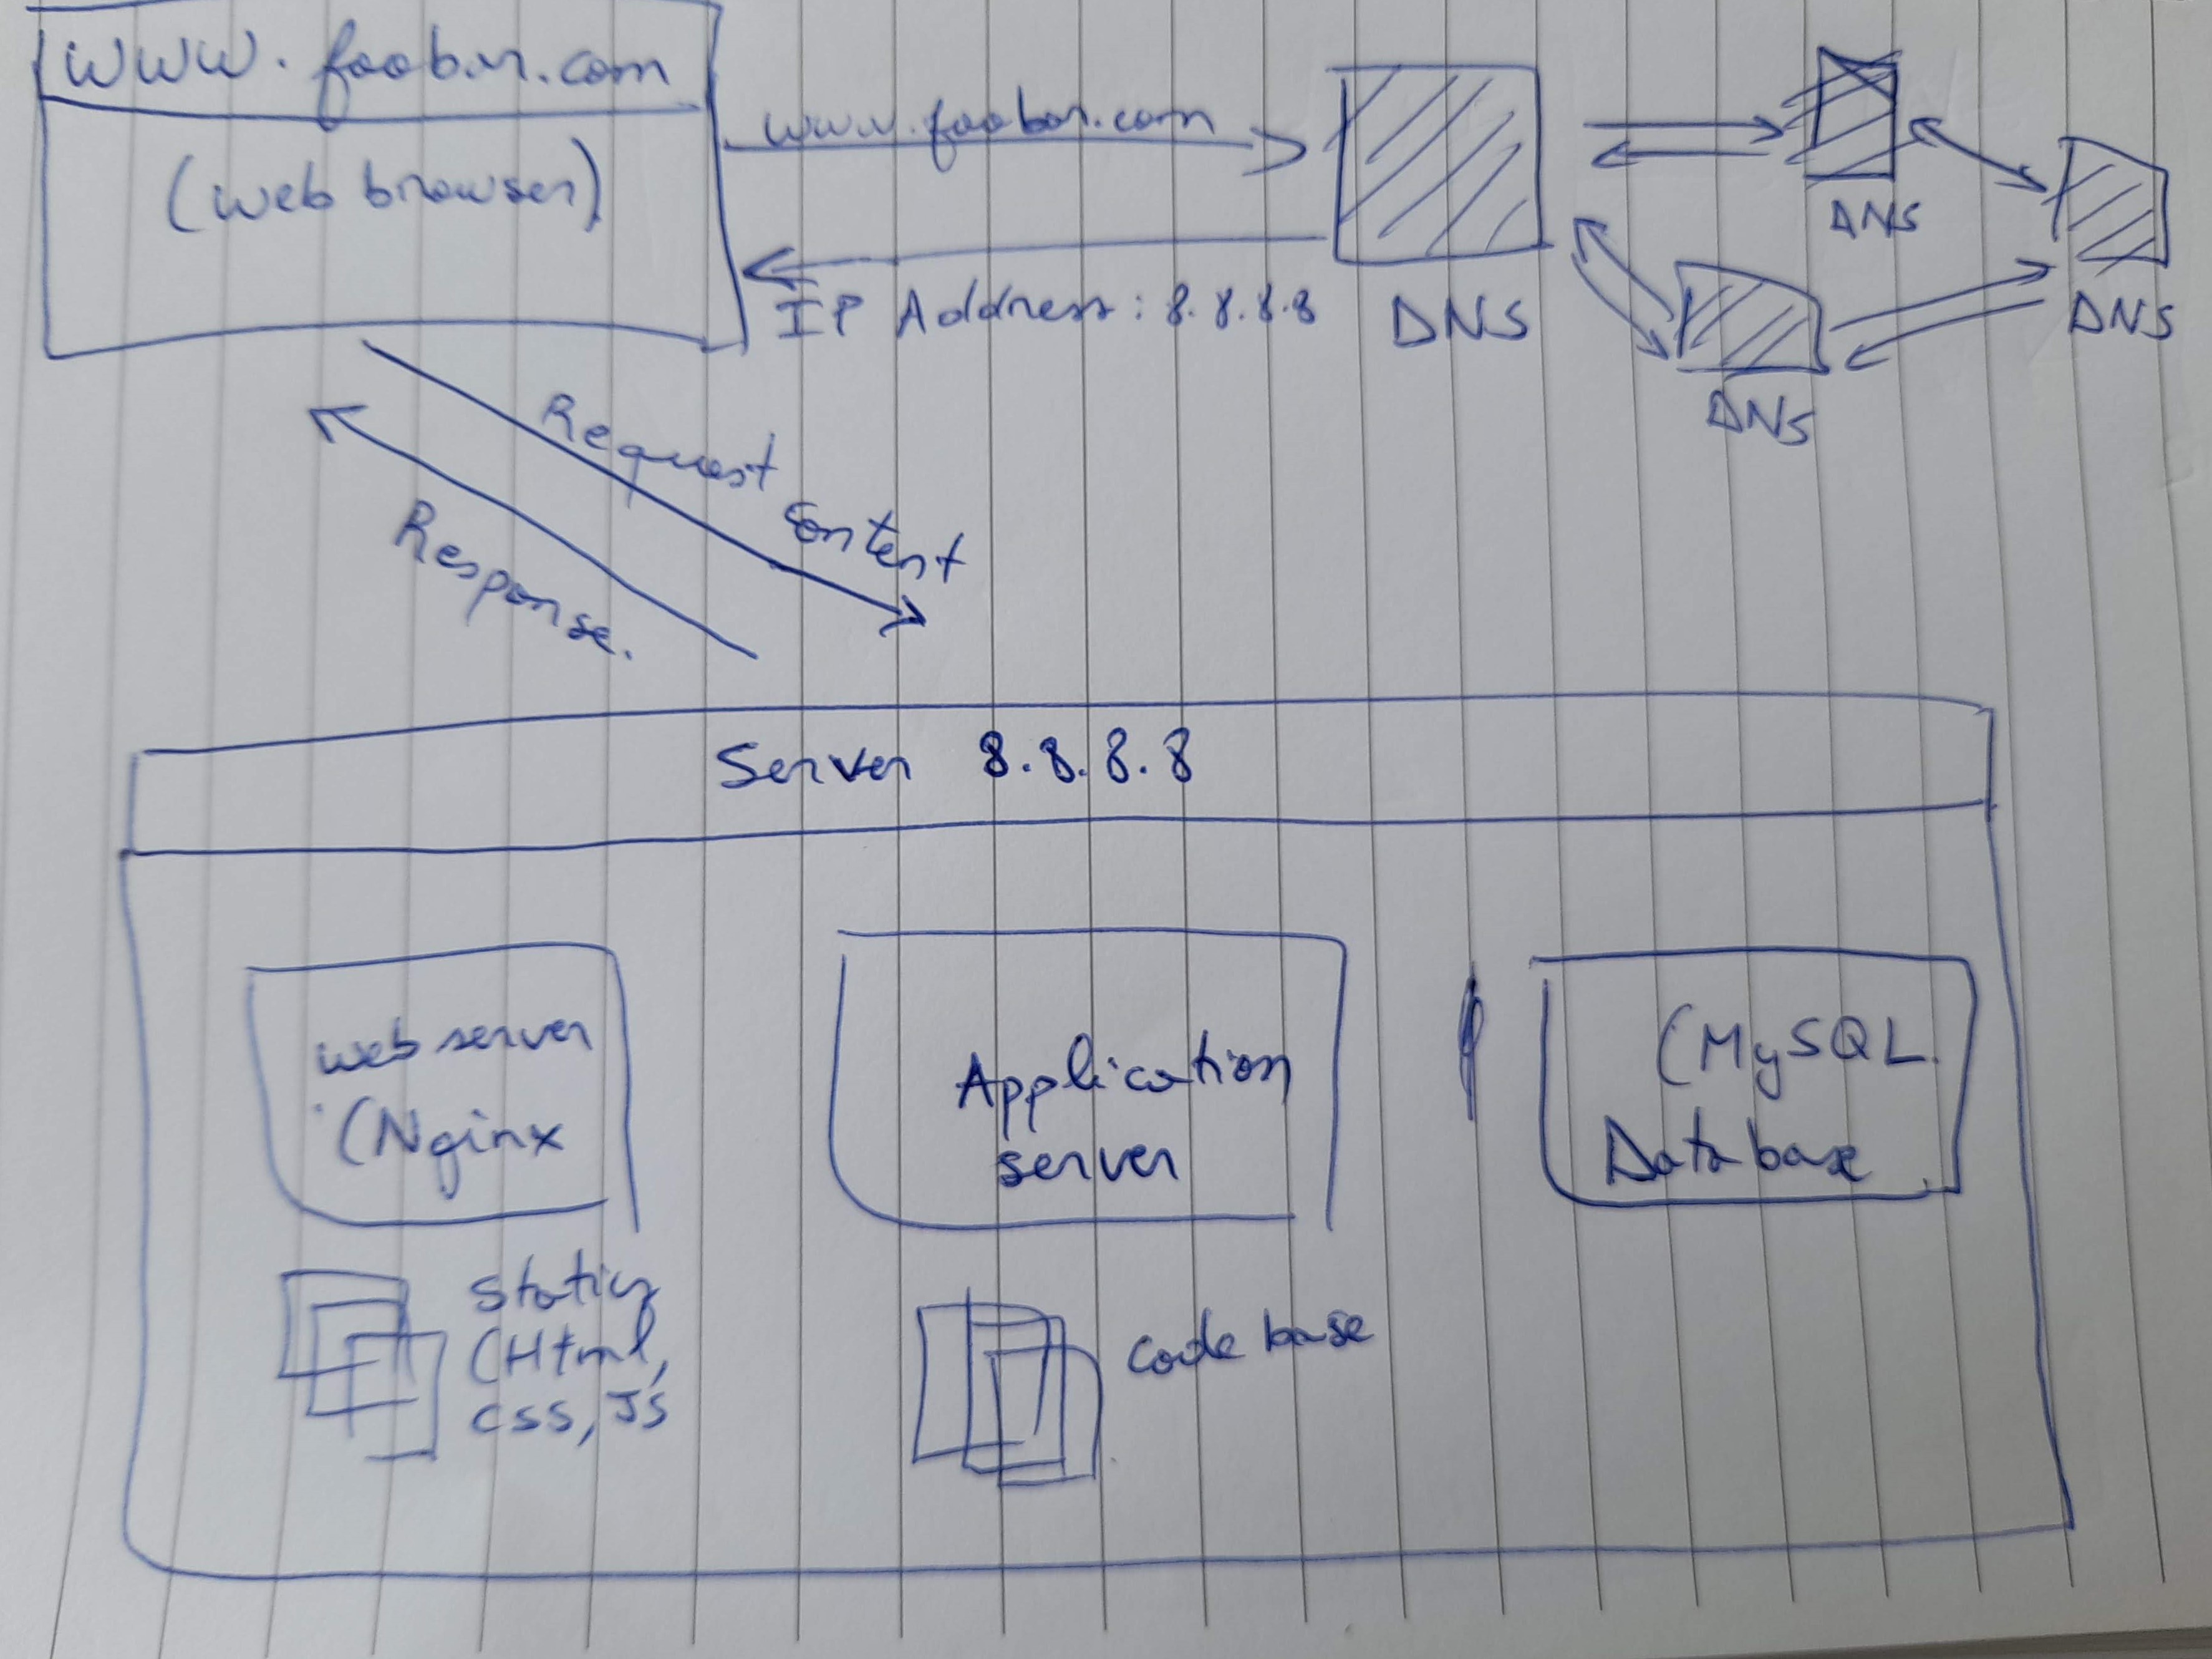 www.foobar.com
(web browser)
www.foobar.com
IP Address: 8.8.8.8
DNS
DNS
DNS
DNS
Request
content
Response.
Server 8.8.8.8
web server
(Nginx
Application
server
(MySQL
Database
(Html,
css, JS
code base